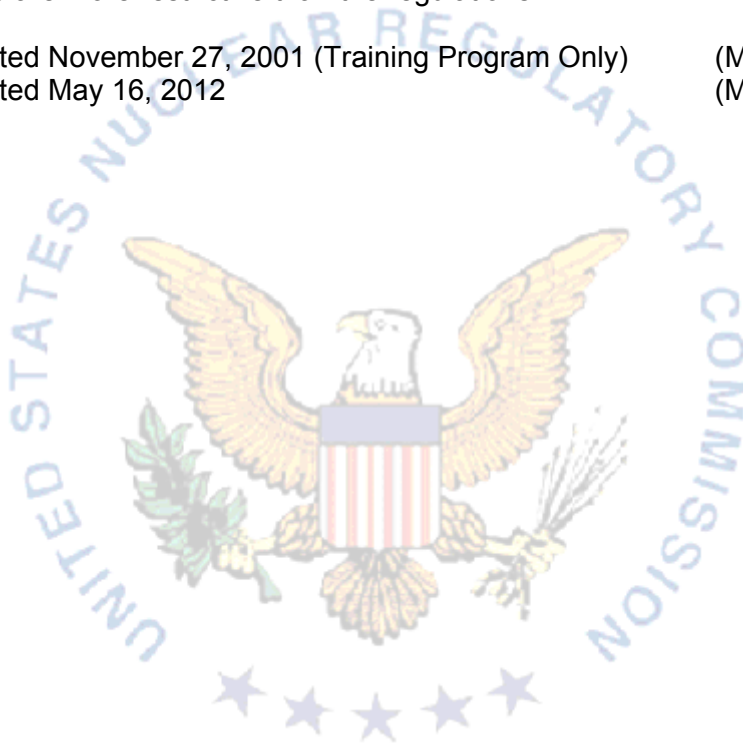 ted November 27, 2001 (Training Program Only) (M
ted May 16, 2012 (M
UNITED STATES NUCLEAR REGULATORY COMMISSION